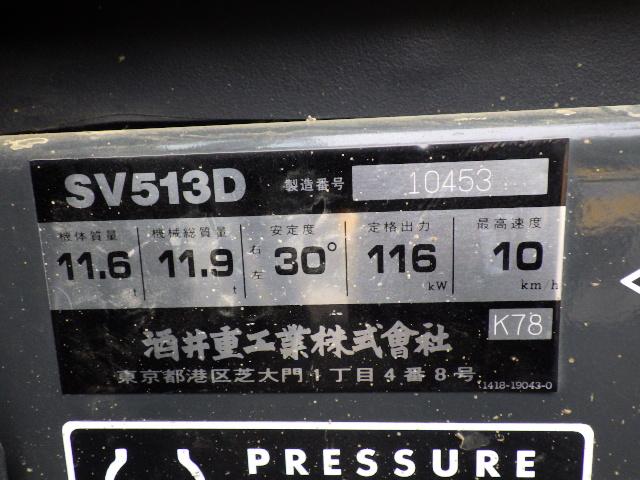 SV513D 製造番号 10453
機体質量 機械総質量 安定度 定格出力 最高速度
11.6 t 11.9 t 右 左 30° 116 kW 10 km/h
K78
酒井重工業株式會社
東京都港区芝大門1丁目4番8号 1418-19043-0
PRESSURE